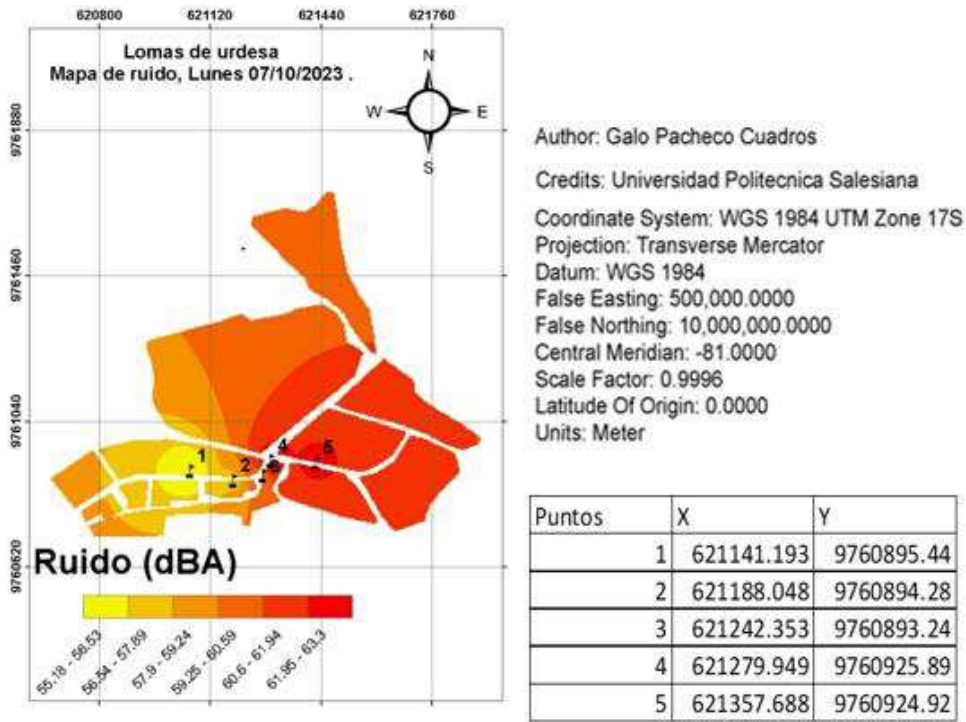 620800 621120 621440 621760
Lomas de urdesa
Mapa de ruido, Lunes 07/10/2023 .
N
W E
S
9761880
9761460
9761040
9760620
1 2 4 5
Ruido (dBA)
55.18 - 56.53
56.54 - 57.89
57.9 - 59.24
59.25 - 60.59
60.6 - 61.94
61.95 - 63.3
Author: Galo Pacheco Cuadros
Credits: Universidad Politecnica Salesiana
Coordinate System: WGS 1984 UTM Zone 17S
Projection: Transverse Mercator
Datum: WGS 1984
False Easting: 500,000.0000
False Northing: 10,000,000.0000
Central Meridian: -81.0000
Scale Factor: 0.9996
Latitude Of Origin: 0.0000
Units: Meter
Puntos X Y
1 621141.193 9760895.44
2 621188.048 9760894.28
3 621242.353 9760893.24
4 621279.949 9760925.89
5 621357.688 9760924.92